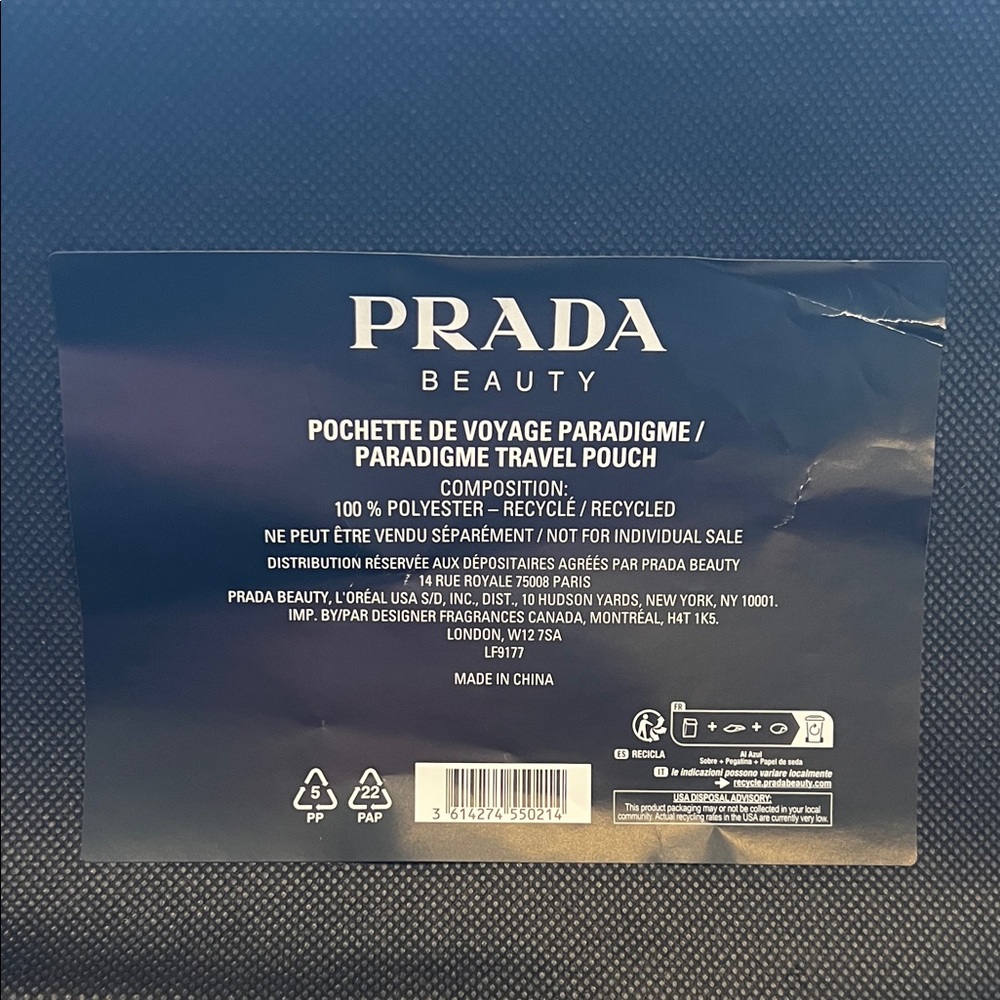 PRADA
BEAUTY
POCHETTE DE VOYAGE PARADIGME /
PARADIGME TRAVEL POUCH
COMPOSITION:
100 % POLYESTER – RECYCLÉ / RECYCLED
NE PEUT ÊTRE VENDU SÉPARÉMENT / NOT FOR INDIVIDUAL SALE
DISTRIBUTION RÉSERVÉE AUX DÉPOSITAIRES AGRÉÉS PAR PRADA BEAUTY
14 RUE ROYALE 75008 PARIS
PRADA BEAUTY, L'ORÉAL USA S/D, INC., DIST., 10 HUDSON YARDS, NEW YORK, NY 10001.
IMP. BY/PAR DESIGNER FRAGRANCES CANADA, MONTRÉAL, H4T 1K5.
LONDON, W12 7SA
LF9177
MADE IN CHINA
FR
+ +
ES RECICLA
Al Azul
Sobre + Pegatina + Papel de seda
IT le indicazioni possono variare localmente
recycle.pradabeauty.com
5
PP
22
PAP
3 614274 550214
USA DISPOSAL ADVISORY:
This product packaging may or not be collected in your local
community. Actual recycling rates in the USA are currently very low.